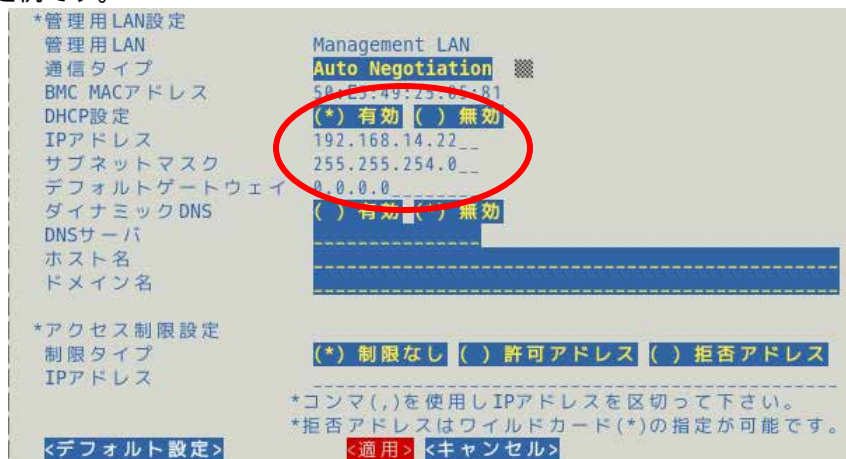 *管理用LAN設定
管理用LAN Management LAN
通信タイプ Auto Negotiation
BMC MACアドレス
DHCP設定 (*) 有効 ( ) 無効
IPアドレス 192.168.14.22__
サブネットマスク 255.255.254.0__
デフォルトゲートウェイ 0.0.0.0________
ダイナミックDNS ( ) 有効 (*) 無効
DNSサーバ
ホスト名
ドメイン名
*アクセス制限設定
制限タイプ (*) 制限なし ( ) 許可アドレス ( ) 拒否アドレス
IPアドレス
*コンマ(,)を使用しIPアドレスを区切って下さい。
*拒否アドレスはワイルドカード(*)の指定が可能です。
<デフォルト設定> <適用> <キャンセル>